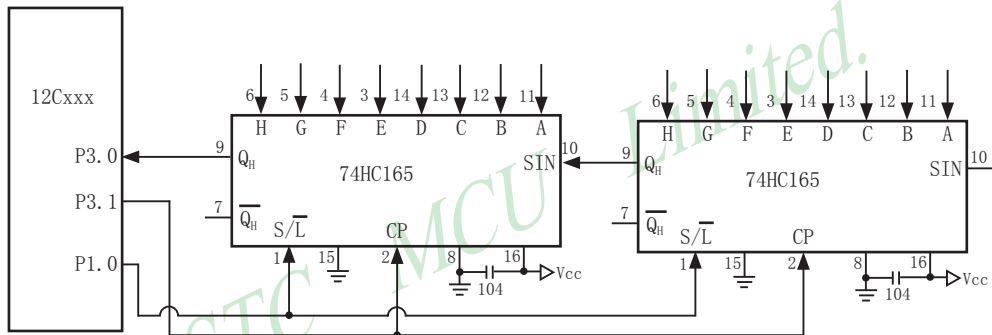 12Cxxx
P3.0
P3.1
P1.0
6 5 4 3 14 13 12 11
H G F E D C B A
9 QH 74HC165 SIN 10
7 QH S/L CP
1 15 2 8 16
104 Vcc
6 5 4 3 14 13 12 11
H G F E D C B A
9 QH 74HC165 SIN 10
7 QH S/L CP
1 15 2 8 16
104 Vcc
STC MCU Limited.